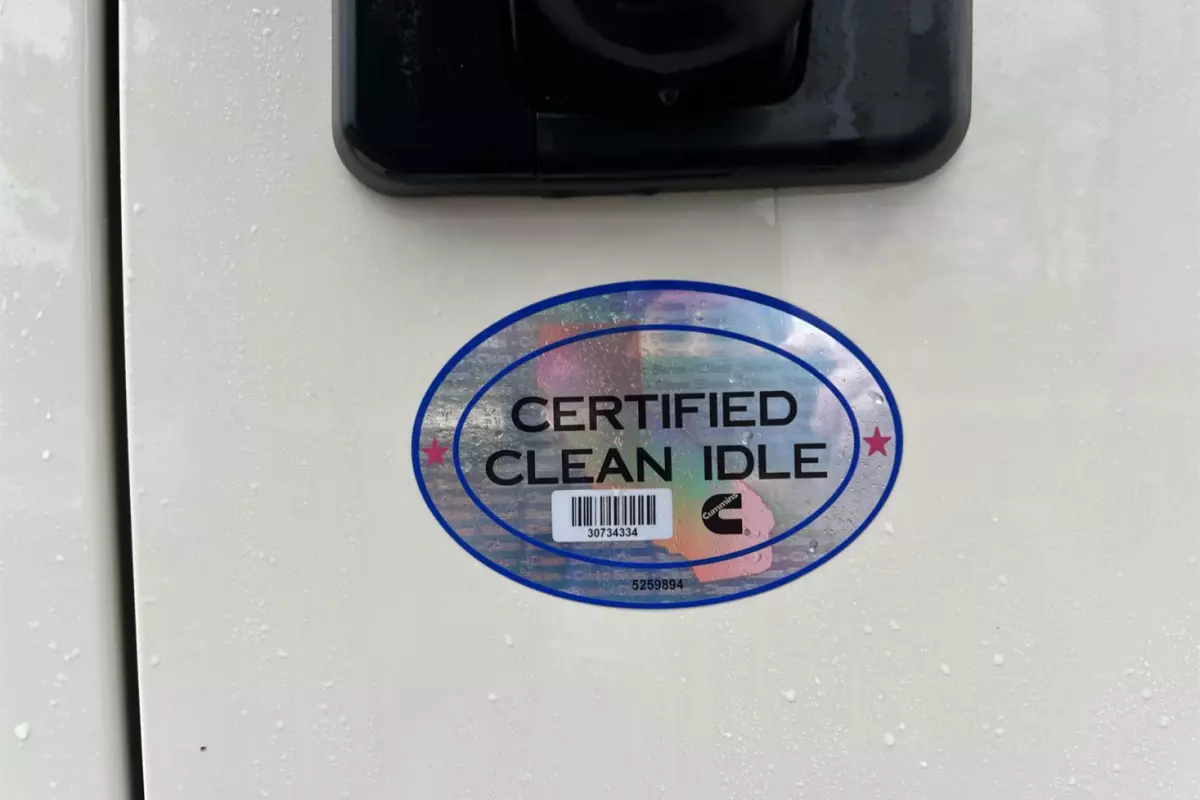 CERTIFIED
CLEAN IDLE
30734334
Cummins
5259894